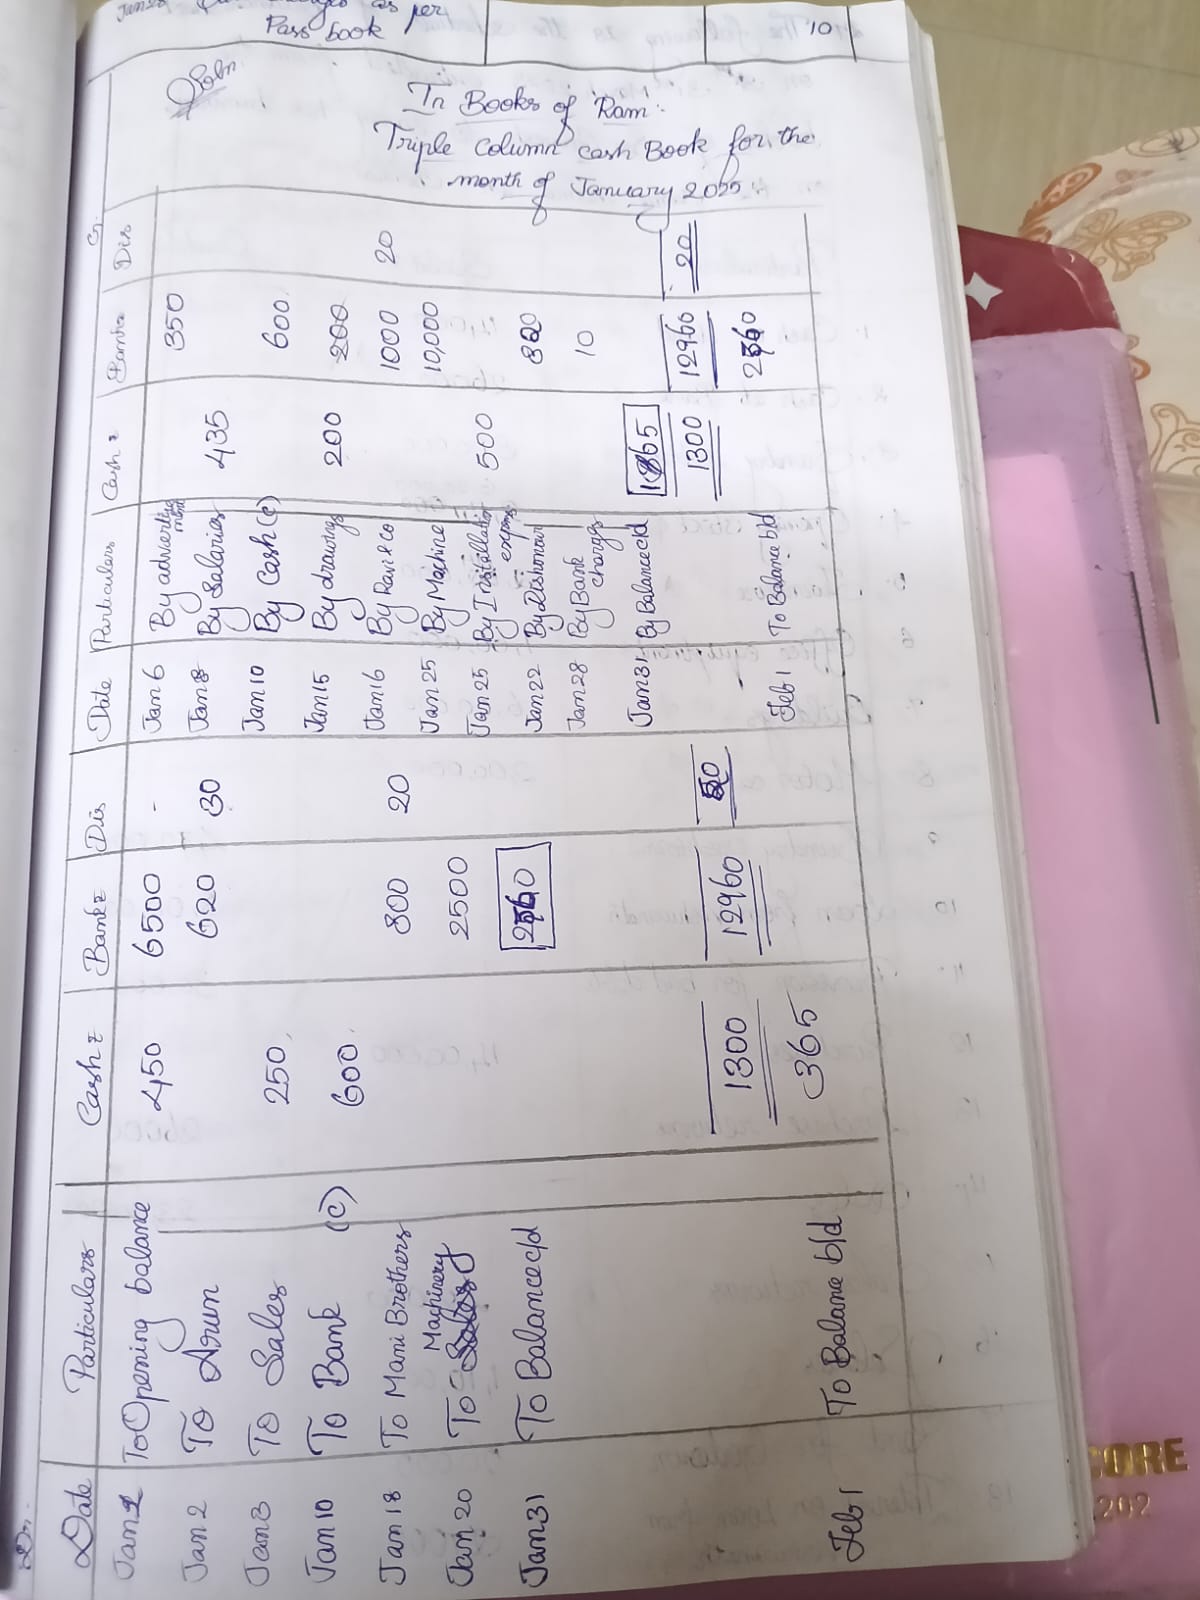 Soln
In Books of Ram:
Triple Column Cash Book for the
month of January 2055
Dr. Cr.
Date Particulars Cash ₹ Bank ₹ Dis Date Particulars Cash ₹ Bank ₹ Dis
Jan 1 To Opening balance 450 6500 - Jan 6 By advertisement 350
Jan 2 To Arun 620 30 Jan 8 By Salaries 435
Jan 3 To Sales 250 Jan 10 By Cash (c) 600
Jan 10 To Bank (c) 600 Jan 15 By drawings 200 200
Jan 18 To Mani Brothers 800 20 Jan 16 By Ravi & co 1000 20
Machinery
Jan 20 To Sales 2500 Jan 25 By Machine 10,000
Jan 25 By Installation expens 500
Jan 31 To Balance c/d Jan 22 By Dishonour
Jan 28 By Bank charges 10
Jan 31 By Balance c/d
1300 12960 20
1300 12960 50
Feb 1 To Balance b/d
365
Feb 1 To Balance b/d
Pass book
as per
10
CORE
202